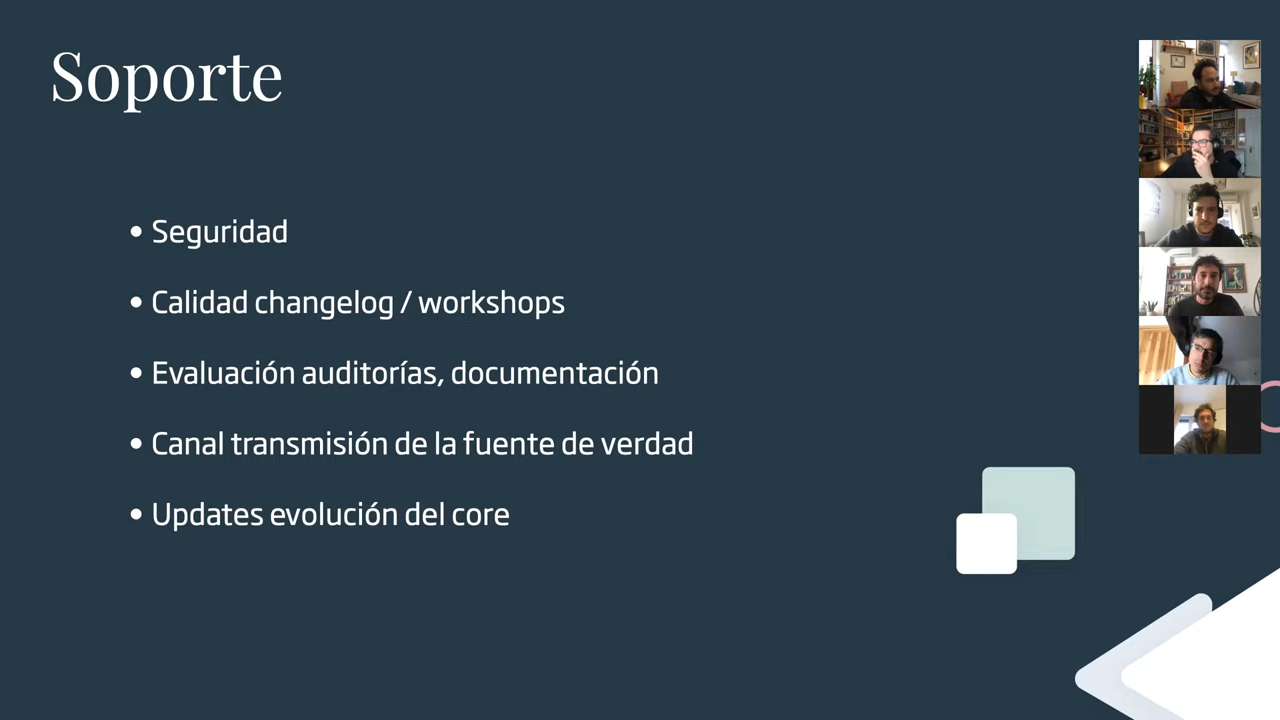 Soporte
• Seguridad
• Calidad changelog / workshops
• Evaluación auditorías, documentación
• Canal transmisión de la fuente de verdad
• Updates evolución del core